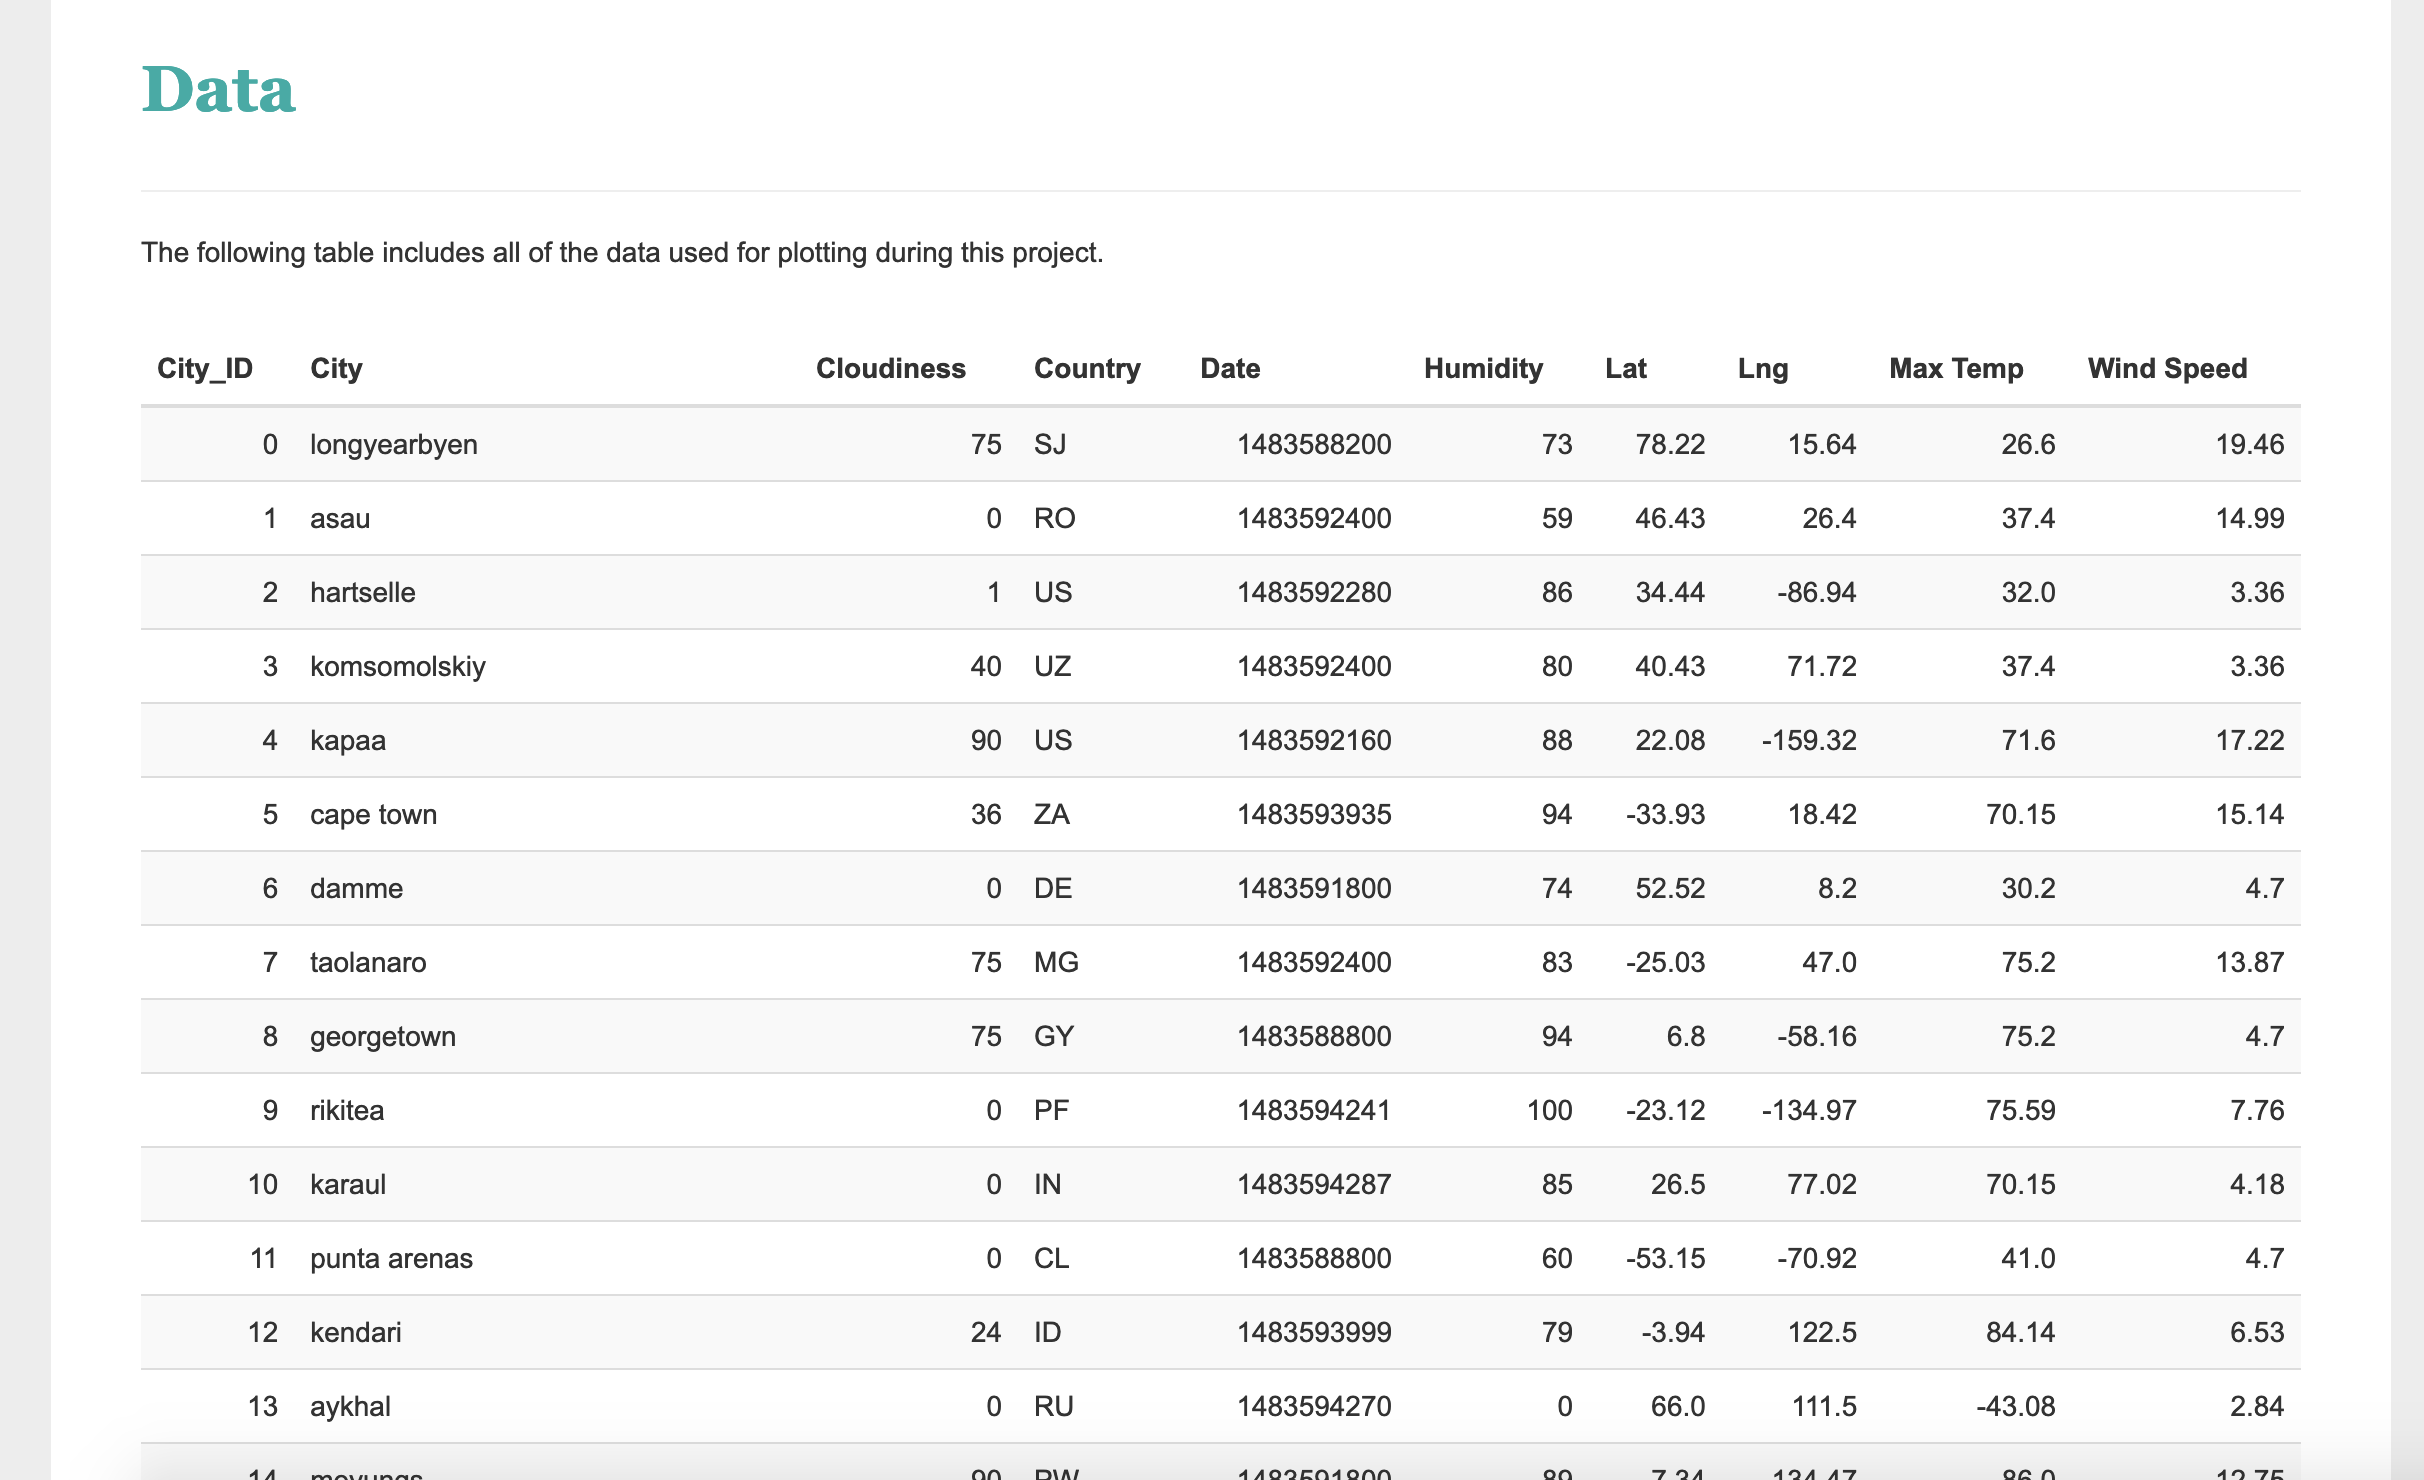 Data
The following table includes all of the data used for plotting during this project.
City_ID City Cloudiness Country Date Humidity Lat Lng Max Temp Wind Speed
0 longyearbyen 75 SJ 1483588200 73 78.22 15.64 26.6 19.46
1 asau 0 RO 1483592400 59 46.43 26.4 37.4 14.99
2 hartselle 1 US 1483592280 86 34.44 -86.94 32.0 3.36
3 komsomolskiy 40 UZ 1483592400 80 40.43 71.72 37.4 3.36
4 kapaa 90 US 1483592160 88 22.08 -159.32 71.6 17.22
5 cape town 36 ZA 1483593935 94 -33.93 18.42 70.15 15.14
6 damme 0 DE 1483591800 74 52.52 8.2 30.2 4.7
7 taolanaro 75 MG 1483592400 83 -25.03 47.0 75.2 13.87
8 georgetown 75 GY 1483588800 94 6.8 -58.16 75.2 4.7
9 rikitea 0 PF 1483594241 100 -23.12 -134.97 75.59 7.76
10 karaul 0 IN 1483594287 85 26.5 77.02 70.15 4.18
11 punta arenas 0 CL 1483588800 60 -53.15 -70.92 41.0 4.7
12 kendari 24 ID 1483593999 79 -3.94 122.5 84.14 6.53
13 aykhal 0 RU 1483594270 0 66.0 111.5 -43.08 2.84
14 90 PW 1483591800 7.34 134.47 12.75